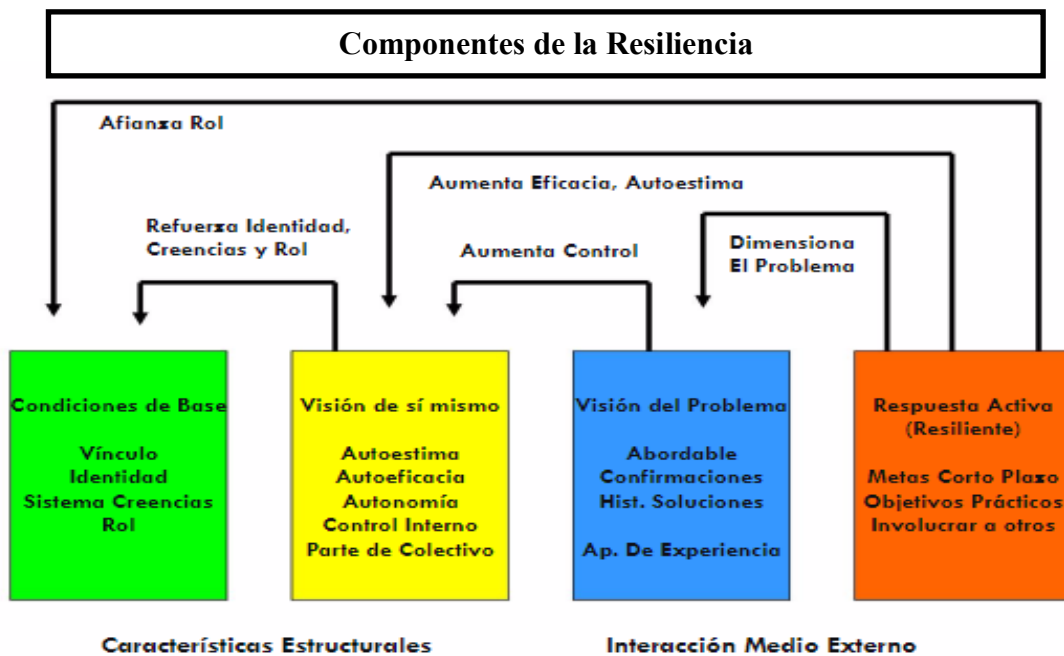 Componentes de la Resiliencia
Afianza Rol
Aumenta Eficacia, Autoestima
Refuerza Identidad,
Creencias y Rol
Aumenta Control
Dimensiona
El Problema
Condiciones de Base
Vínculo
Identidad
Sistema Creencias
Rol
Visión de sí mismo
Autoestima
Autoeficacia
Autonomía
Control Interno
Parte de Colectivo
Visión del Problema
Abordable
Confirmaciones
Hist. Soluciones
Ap. De Experiencia
Respuesta Activa
(Resiliente)
Metas Corto Plazo
Objetivos Prácticos
Involucrar a otros
Características Estructurales
Interacción Medio Externo